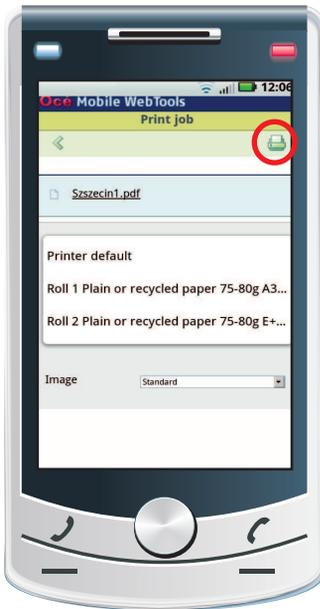 12:06
Océ Mobile WebTools
Print job
Szszecin1.pdf
Printer default
Roll 1 Plain or recycled paper 75-80g A3...
Roll 2 Plain or recycled paper 75-80g E+...
Image Standard